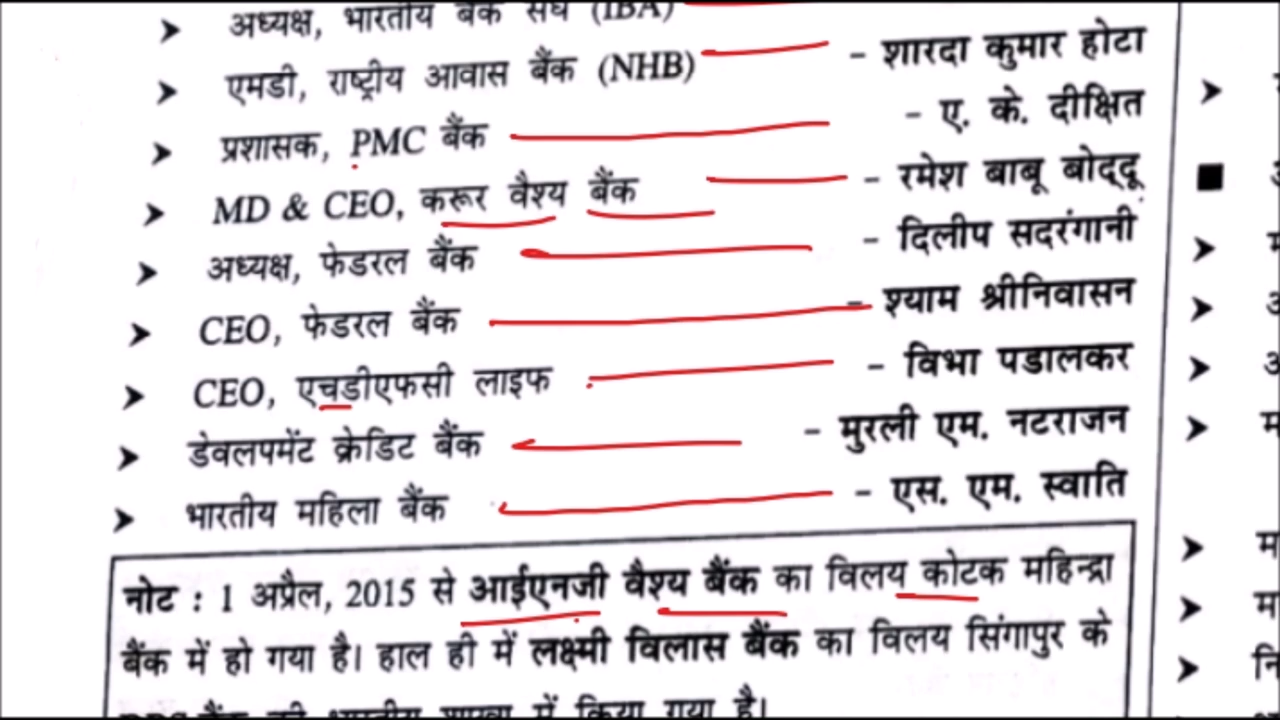 ➤ अध्यक्ष, भारतीय बैंक संघ (IBA)
➤ एमडी, राष्ट्रीय आवास बैंक (NHB) – शारदा कुमार होटा
➤ प्रशासक, PMC बैंक – ए. के. दीक्षित
➤ MD & CEO, करूर वैश्य बैंक – रमेश बाबू बोद्दू
➤ अध्यक्ष, फेडरल बैंक – दिलीप सदरंगानी
➤ CEO, फेडरल बैंक – श्याम श्रीनिवासन
➤ CEO, एचडीएफसी लाइफ – विभा पडालकर
➤ डेवलपमेंट क्रेडिट बैंक – मुरली एम. नटराजन
➤ भारतीय महिला बैंक – एस. एम. स्वाति
नोट : 1 अप्रैल, 2015 से आईएनजी वैश्य बैंक का विलय कोटक महिन्द्रा
बैंक में हो गया है। हाल ही में लक्ष्मी विलास बैंक का विलय सिंगापुर के
बैंक की भारतीय शाखा में किया गया है।